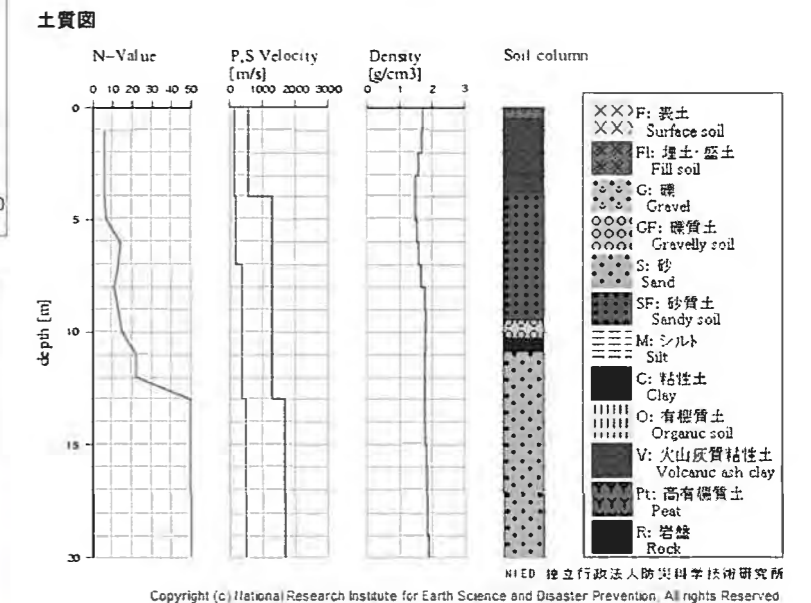 土質図
N-Value
P,S Velocity
[m/s]
Density
[g/cm3]
Soil column
0 10 20 30 40 50
0 1000 2000 3000
0 1 2 3
0
5
10
15
20
depth [m]
F: 表土
Surface soil
Fl: 埋土・盛土
Fill soil
G: 礫
Gravel
GF: 礫質土
Gravelly soil
S: 砂
Sand
SF: 砂質土
Sandy soil
M: シルト
Silt
C: 粘性土
Clay
O: 有機質土
Organic soil
V: 火山灰質粘性土
Volcanic ash clay
Pt: 高有機質土
Peat
R: 岩盤
Rock
NIED 独立行政法人防災科学技術研究所
Copyright (c) National Research Institute for Earth Science and Disaster Prevention, All rights Reserved